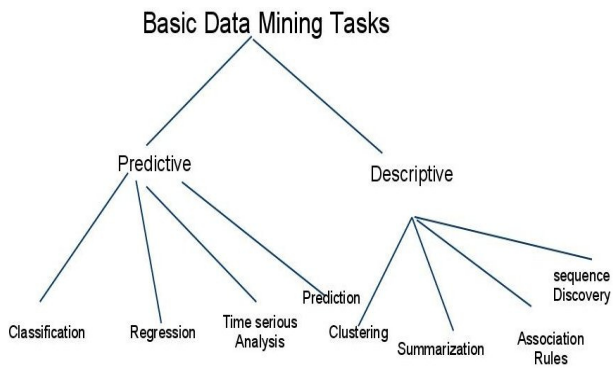 Basic Data Mining Tasks
Predictive
Descriptive
Classification
Regression
Time serious
Analysis
Prediction
Clustering
Summarization
Association
Rules
sequence
Discovery